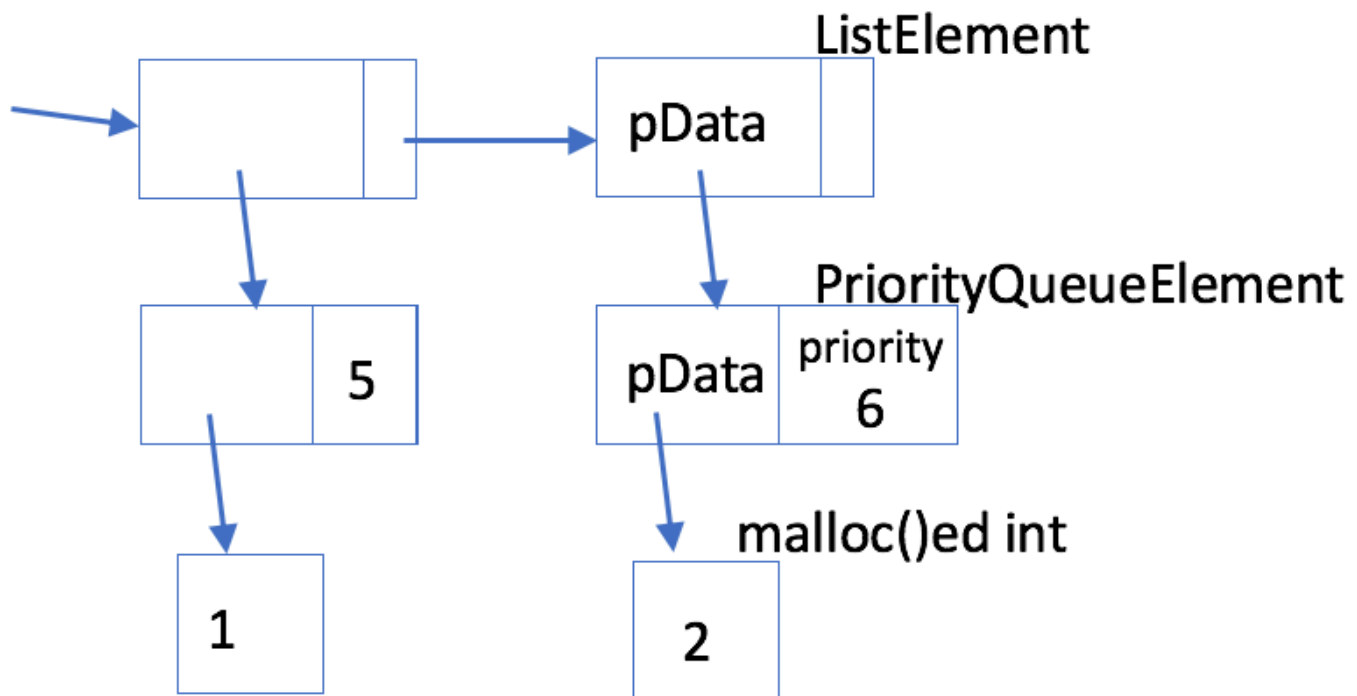 ListElement
pData
PriorityQueueElement
5
pData
priority
6
malloc()ed int
1
2